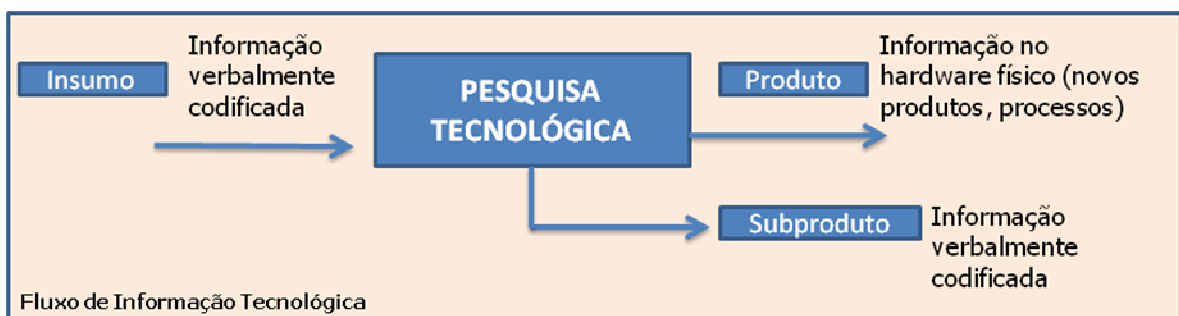 Insumo
Informação
verbalmente
codificada
PESQUISA
TECNOLÓGICA
Produto
Informação no
hardware físico (novos
produtos, processos)
Subproduto
Informação
verbalmente
codificada
Fluxo de Informação Tecnológica